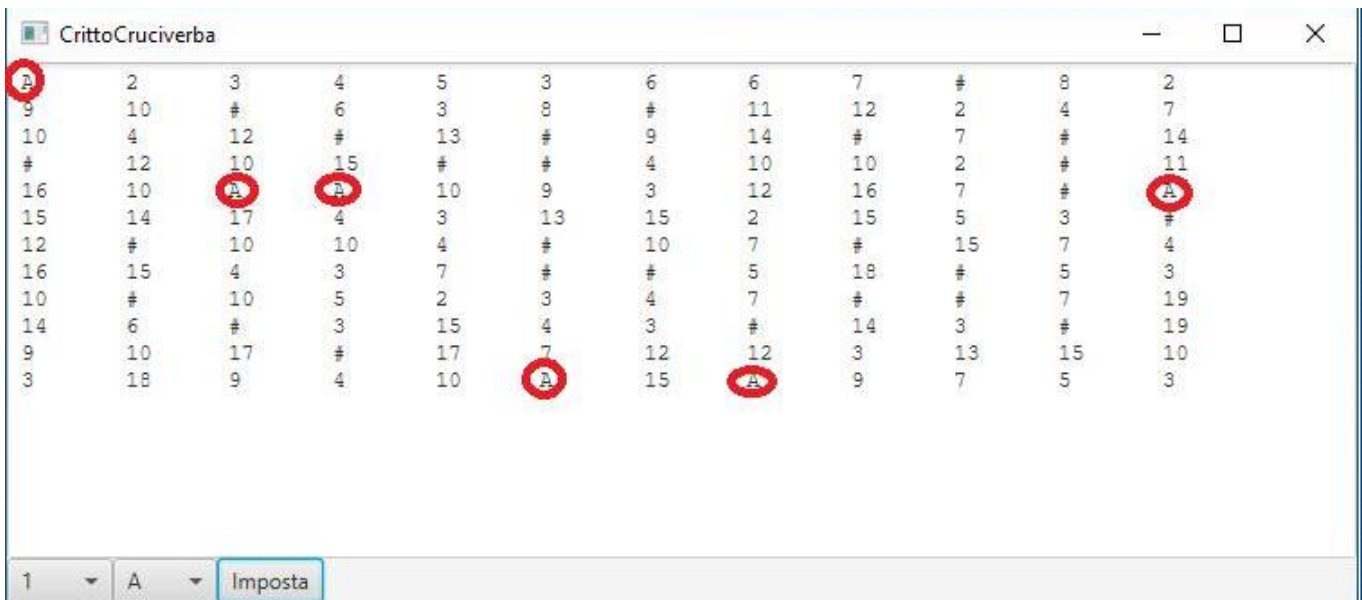 CrittoCruciverba
A 2 3 4 5 3 6 6 7 # 8 2
9 10 # 6 3 8 # 11 12 2 4 7
10 4 12 # 13 # 9 14 # 7 # 14
# 12 10 15 # # 4 10 10 2 # 11
16 10 A A 10 9 3 12 16 7 # A
15 14 17 4 3 13 15 2 15 5 3 #
12 # 10 10 4 # 10 7 # 15 7 4
16 15 4 3 7 # # 5 18 # 5 3
10 # 10 5 2 3 4 7 # # 7 19
14 6 # 3 15 4 3 # 14 3 # 19
9 10 17 # 17 7 12 12 3 13 15 10
3 18 9 4 10 A 15 A 9 7 5 3
1 A Imposta